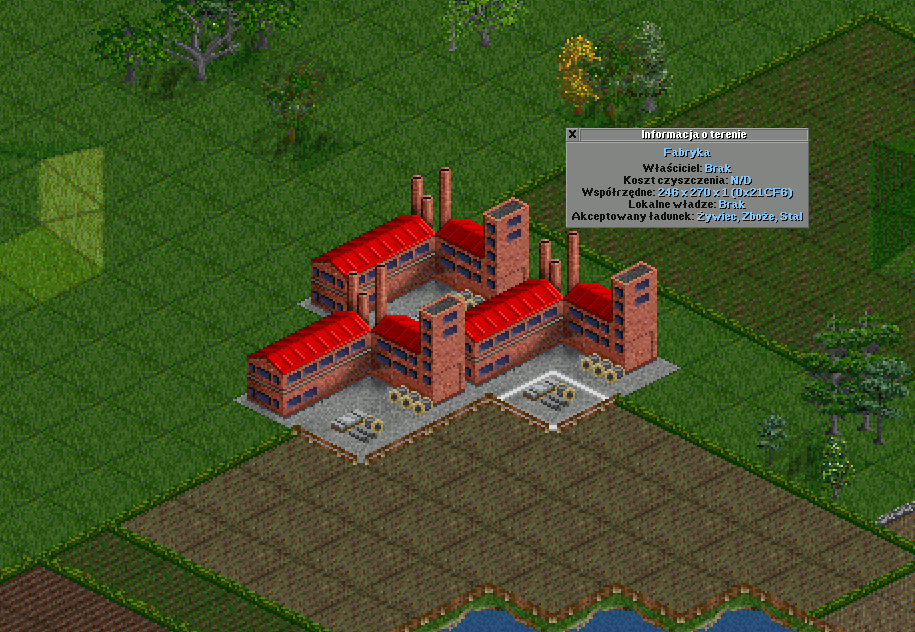 X Informacja o terenie
Fabryka
Właściciel: Brak
Koszt czyszczenia: N/D
Współrzędne: 246 x 270 x 1 (0x21CF6)
Lokalne władze: Brak
Akceptowany ładunek: Żywiec, Zboże, Stal